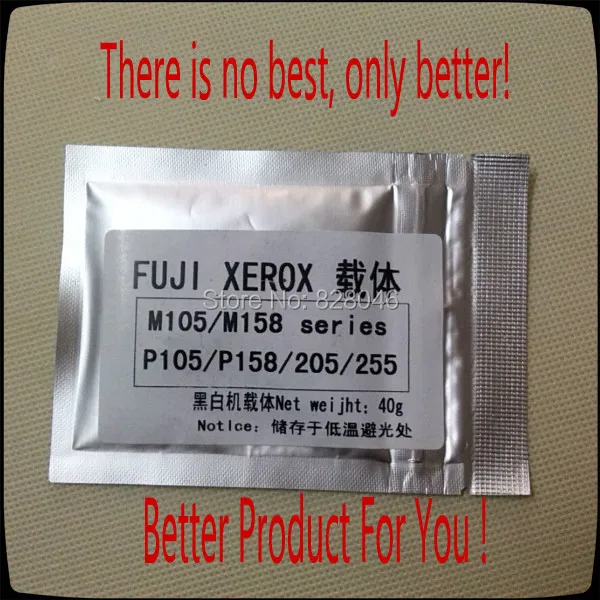 There is no best, only better!
FUJI XEROX 载体
Store No: 828046
M105/M158 series
P105/P158/205/255
黑白机载体Net weijht: 40g
Notlce: 储存于低温避光处
Better Product For You !